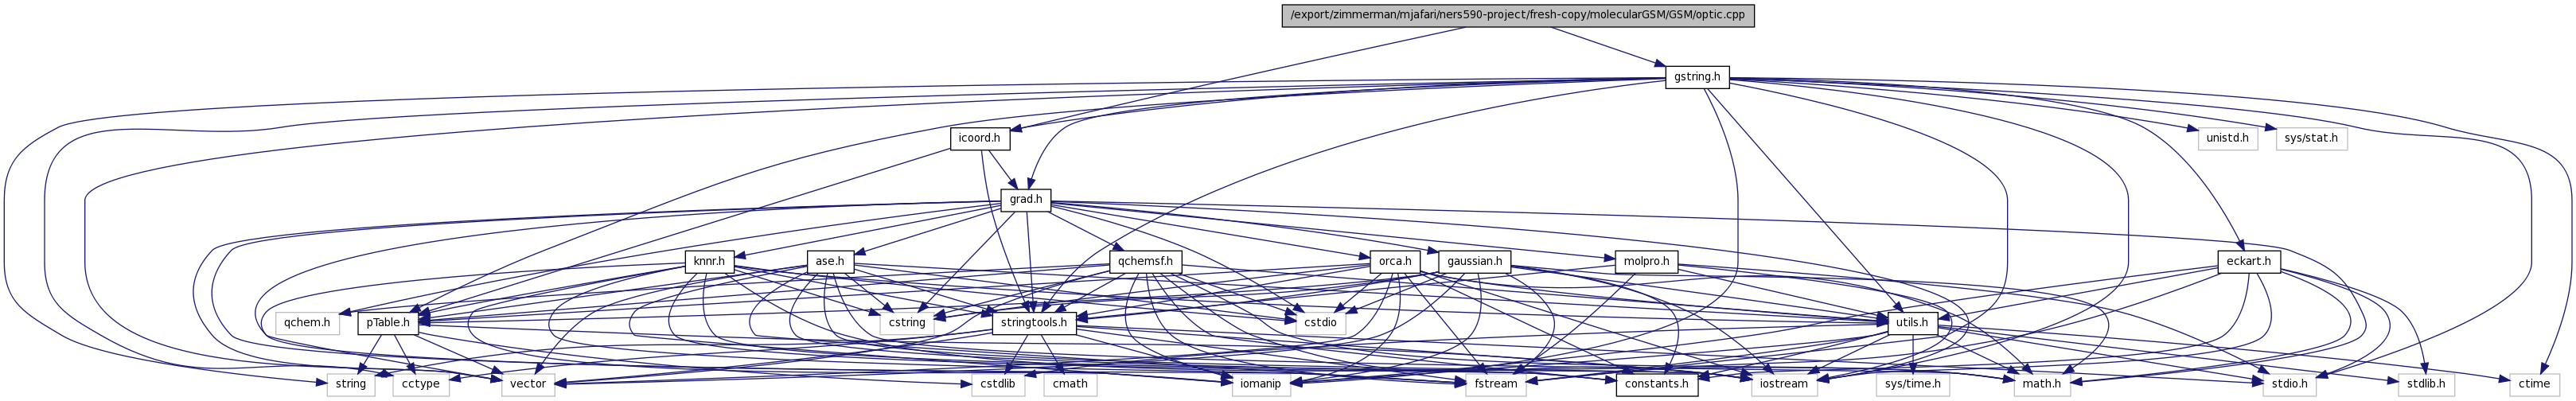 /export/zimmerman/mjafari/ners590-project/fresh-copy/molecularGSM/GSM/optic.cpp
gstring.h
icoord.h
unistd.h
sys/stat.h
grad.h
knnr.h
ase.h
qchemsf.h
orca.h
gaussian.h
molpro.h
eckart.h
qchem.h
pTable.h
cstring
stringtools.h
cstdio
utils.h
string
cctype
vector
iomanip
cstdlib
cmath
fstream
constants.h
iostream
sys/time.h
math.h
stdio.h
stdlib.h
ctime